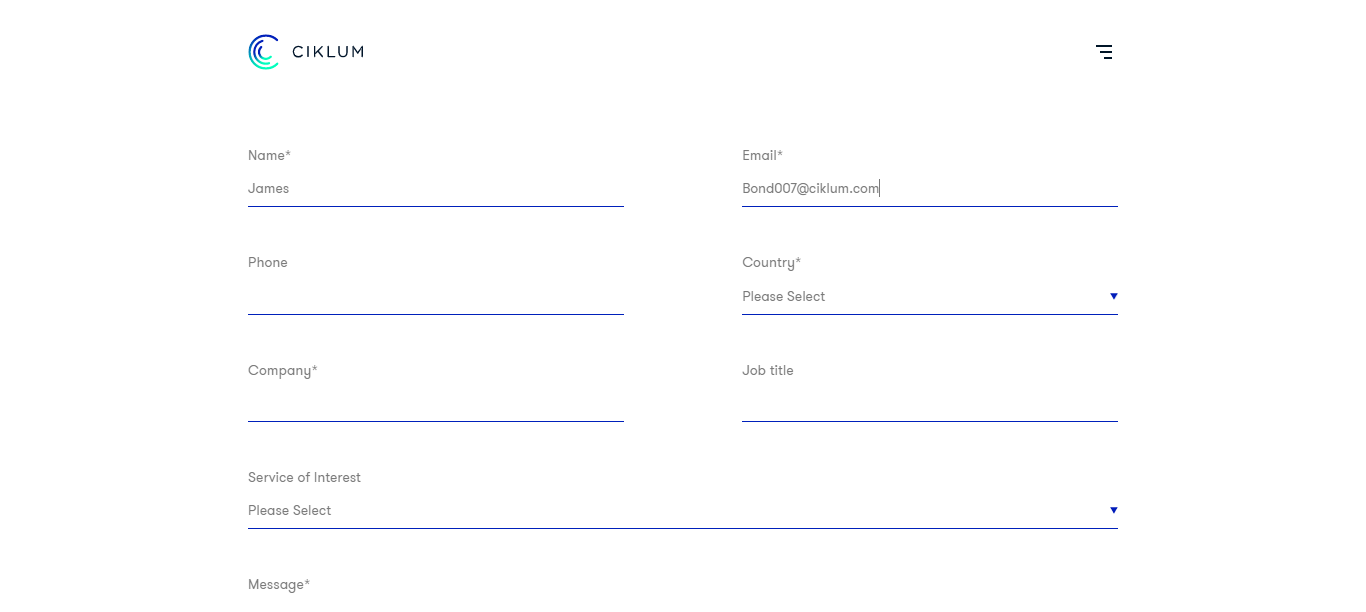 CIKLUM
Name* Email*
James Bond007@ciklum.com
Phone Country*
Please Select
Company* Job title
Service of Interest
Please Select
Message*